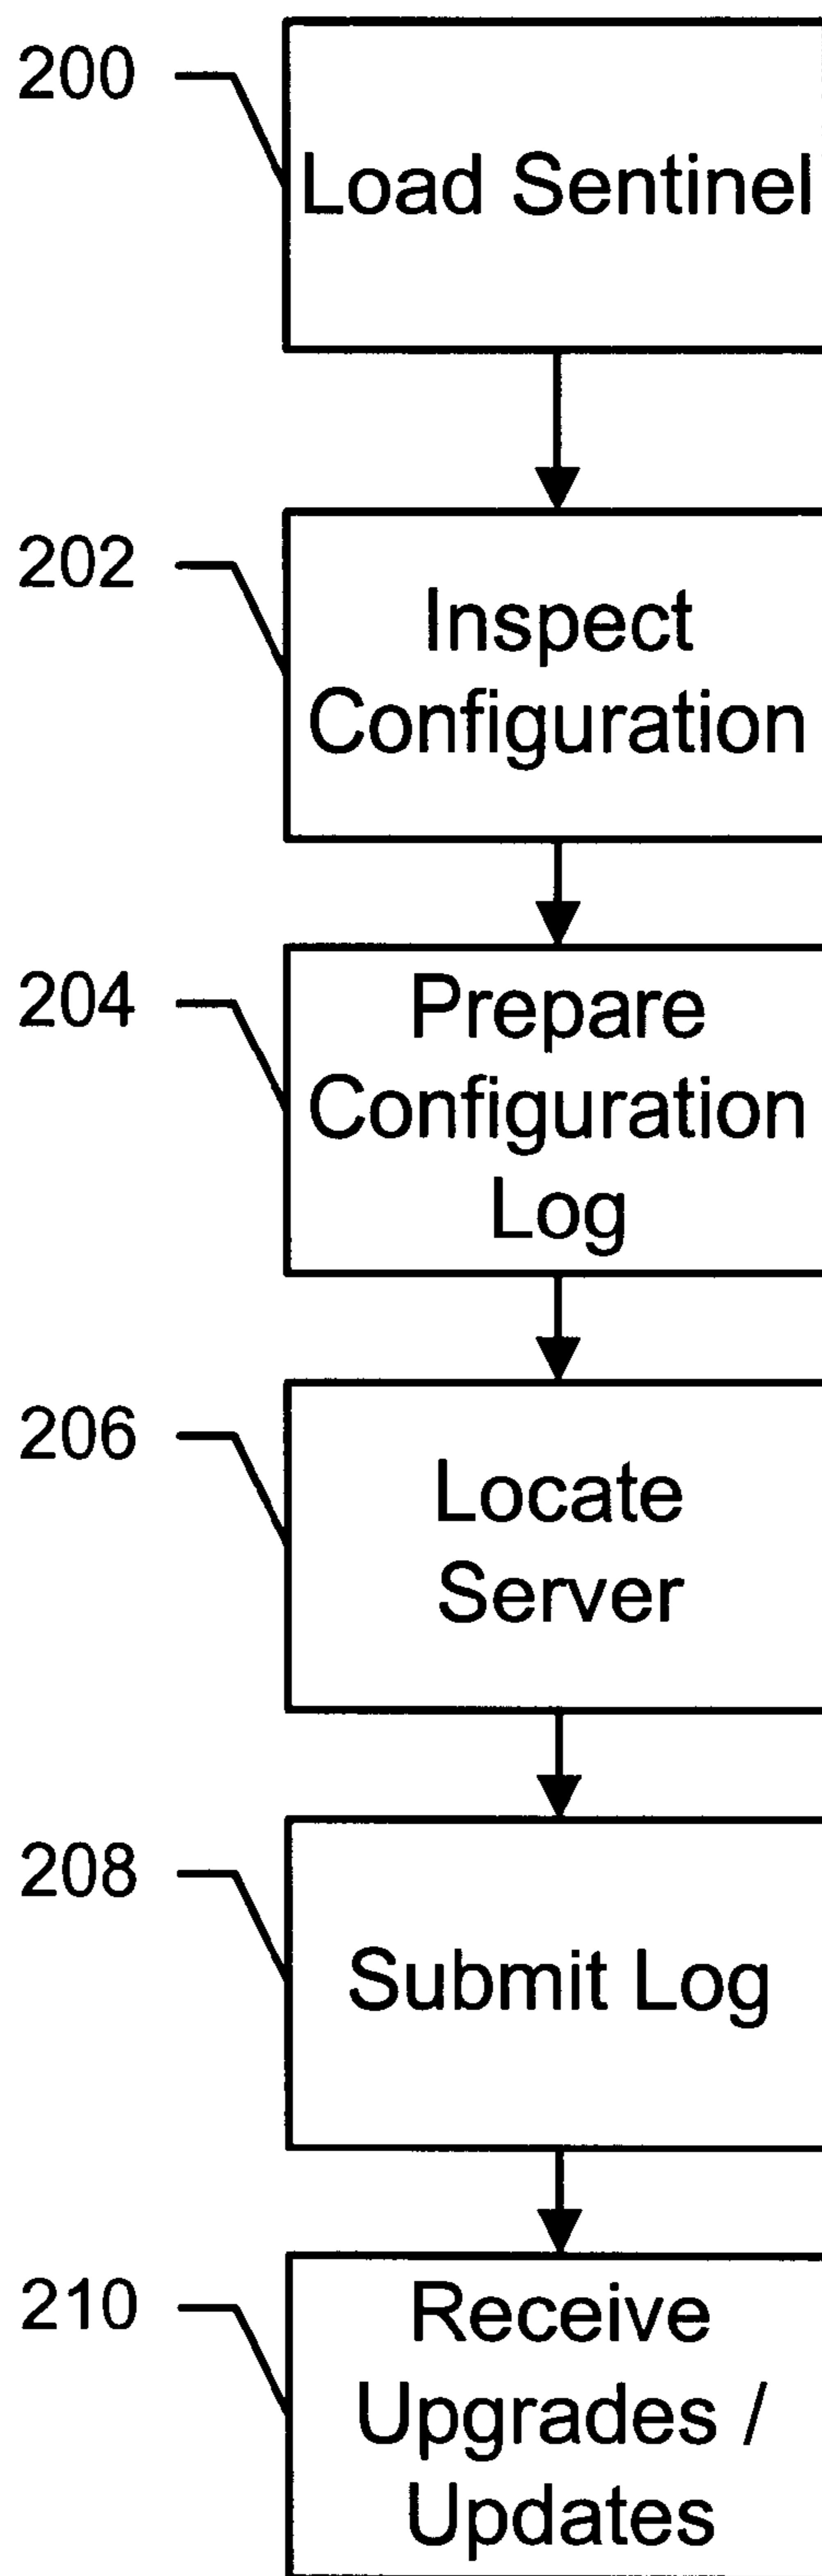 200
Load Sentinel
202
Inspect
Configuration
204
Prepare
Configuration
Log
206
Locate
Server
208
Submit Log
210
Receive
Upgrades /
Updates